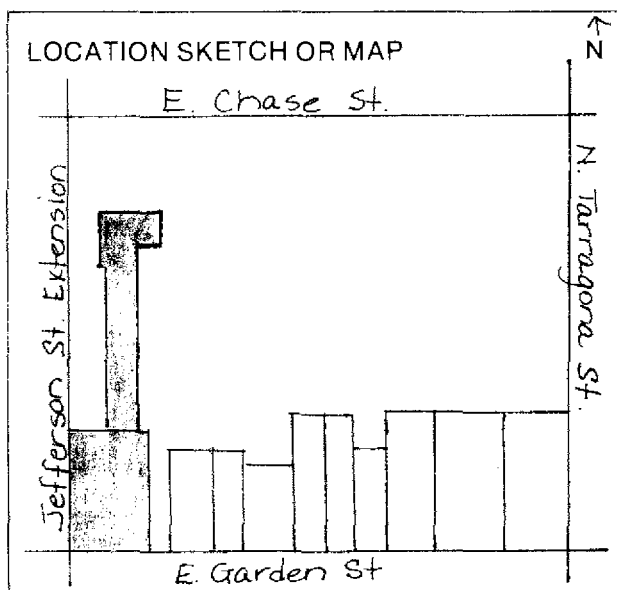 LOCATION SKETCH OR MAP
N
E. Chase St.
Jefferson St. Extension
N. Tarragona St.
E. Garden St